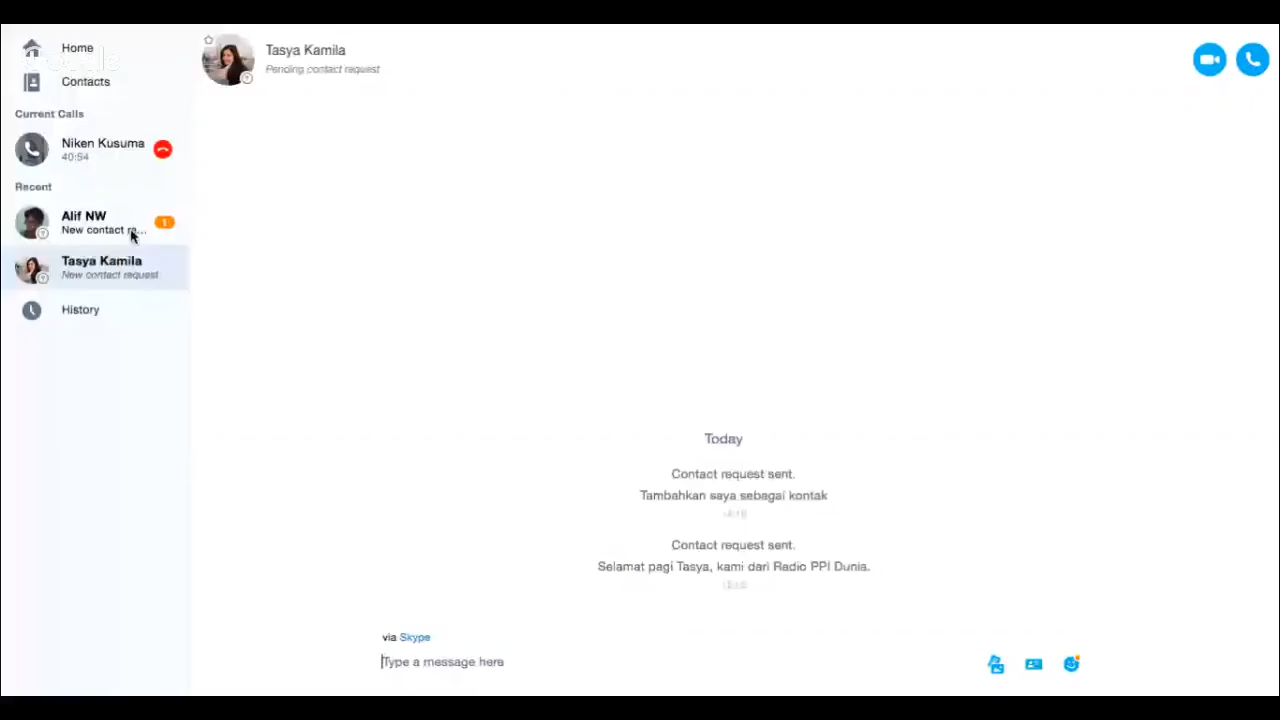 Home
Contacts
Current Calls
Niken Kusuma
40:54
Recent
Alif NW
New contact re...
1
Tasya Kamila
New contact request
History
Tasya Kamila
Pending contact request
Today
Contact request sent.
Tambahkan saya sebagai kontak
Contact request sent.
Selamat pagi Tasya, kami dari Radio PPI Dunia.
via Skype
Type a message here